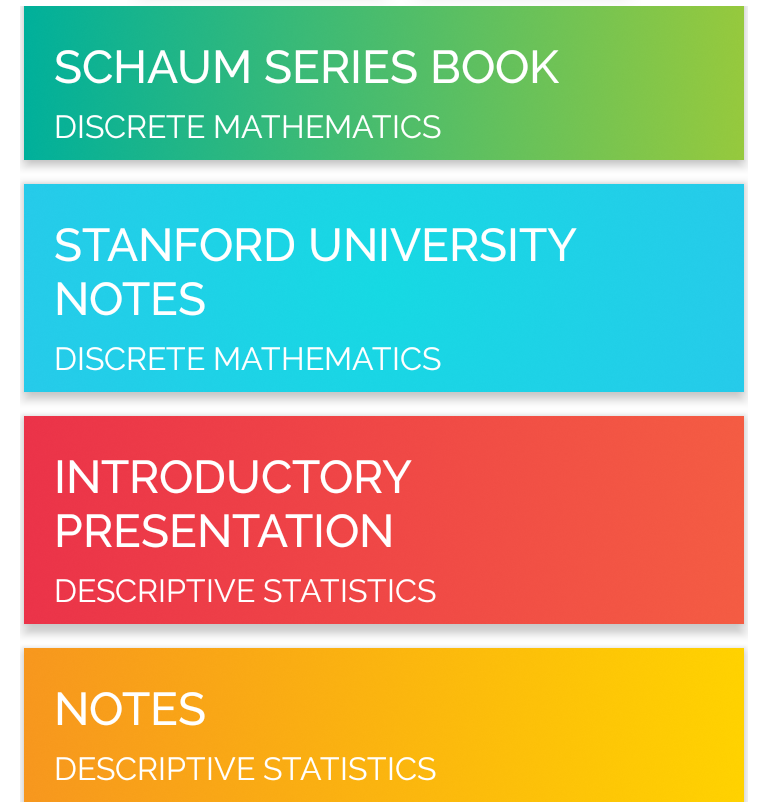 SCHAUM SERIES BOOK
DISCRETE MATHEMATICS
STANFORD UNIVERSITY
NOTES
DISCRETE MATHEMATICS
INTRODUCTORY
PRESENTATION
DESCRIPTIVE STATISTICS
NOTES
DESCRIPTIVE STATISTICS